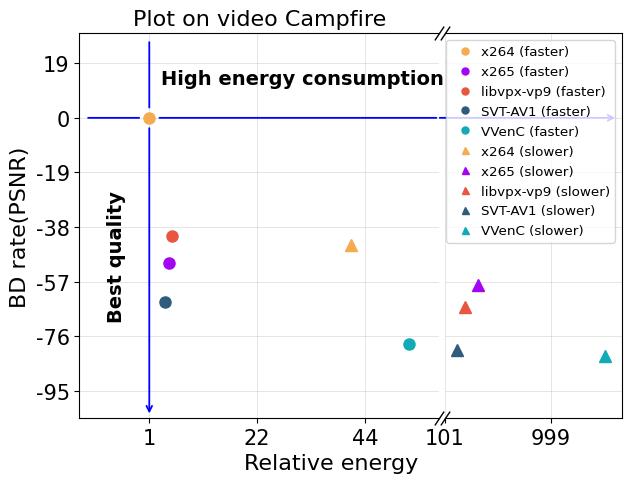 Plot on video Campfire
High energy consumption
Best quality
BD rate(PSNR)
19
0
-19
-38
-57
-76
-95
1
22
44
101
999
Relative energy
x264 (faster)
x265 (faster)
libvpx-vp9 (faster)
SVT-AV1 (faster)
VVenC (faster)
x264 (slower)
x265 (slower)
libvpx-vp9 (slower)
SVT-AV1 (slower)
VVenC (slower)